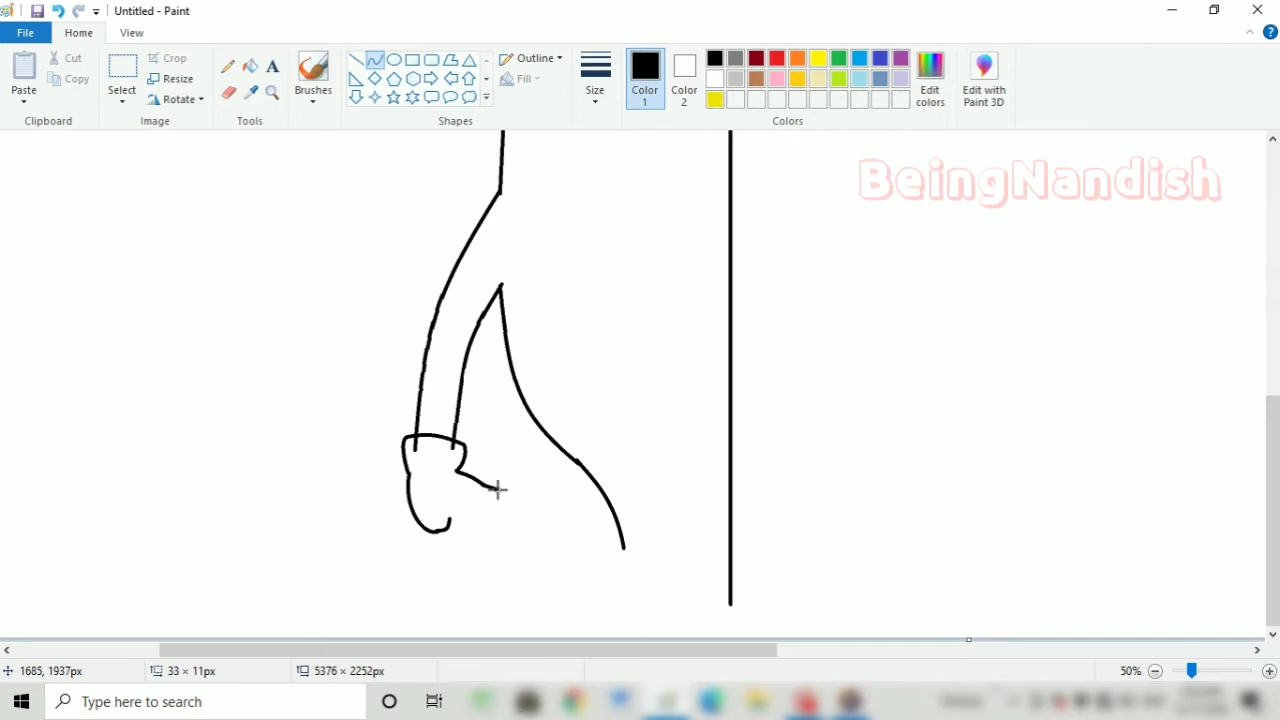 Untitled - Paint
File Home View
Paste Cut Copy Clipboard
Select Crop Resize Rotate Image
Tools
Brushes
Shapes
Outline Fill
Size
Color 1
Color 2
Edit colors
Colors
Edit with Paint 3D
BeingNandish
1685, 1937px 33 × 11px 5376 × 2252px 50%
Type here to search